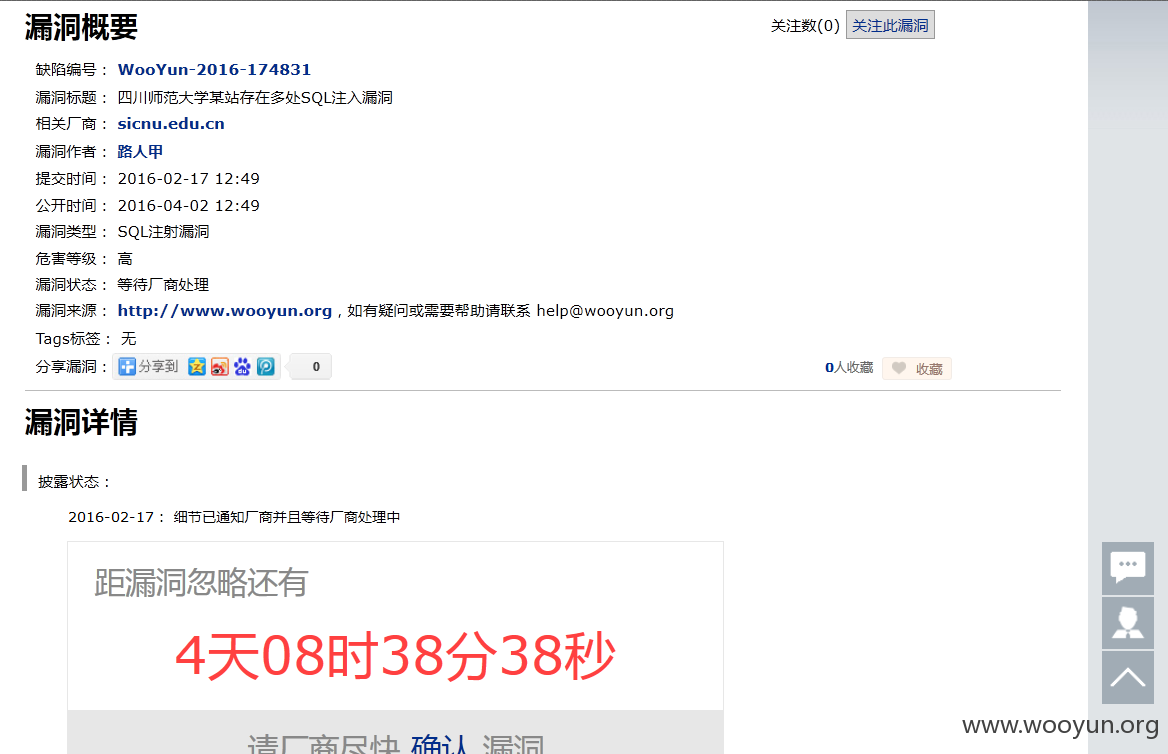 漏洞概要
关注数(0) 关注此漏洞
缺陷编号： WooYun-2016-174831
漏洞标题： 四川师范大学某站存在多处SQL注入漏洞
相关厂商： sicnu.edu.cn
漏洞作者： 路人甲
提交时间： 2016-02-17 12:49
公开时间： 2016-04-02 12:49
漏洞类型： SQL注射漏洞
危害等级： 高
漏洞状态： 等待厂商处理
漏洞来源： http://www.wooyun.org，如有疑问或需要帮助请联系 help@wooyun.org
Tags标签： 无
分享漏洞： 分享到 du 0 0人收藏 收藏
漏洞详情
披露状态：
2016-02-17： 细节已通知厂商并且等待厂商处理中
距漏洞忽略还有
4天08时38分38秒
请厂商尽快 确认 漏洞
www.wooyun.org